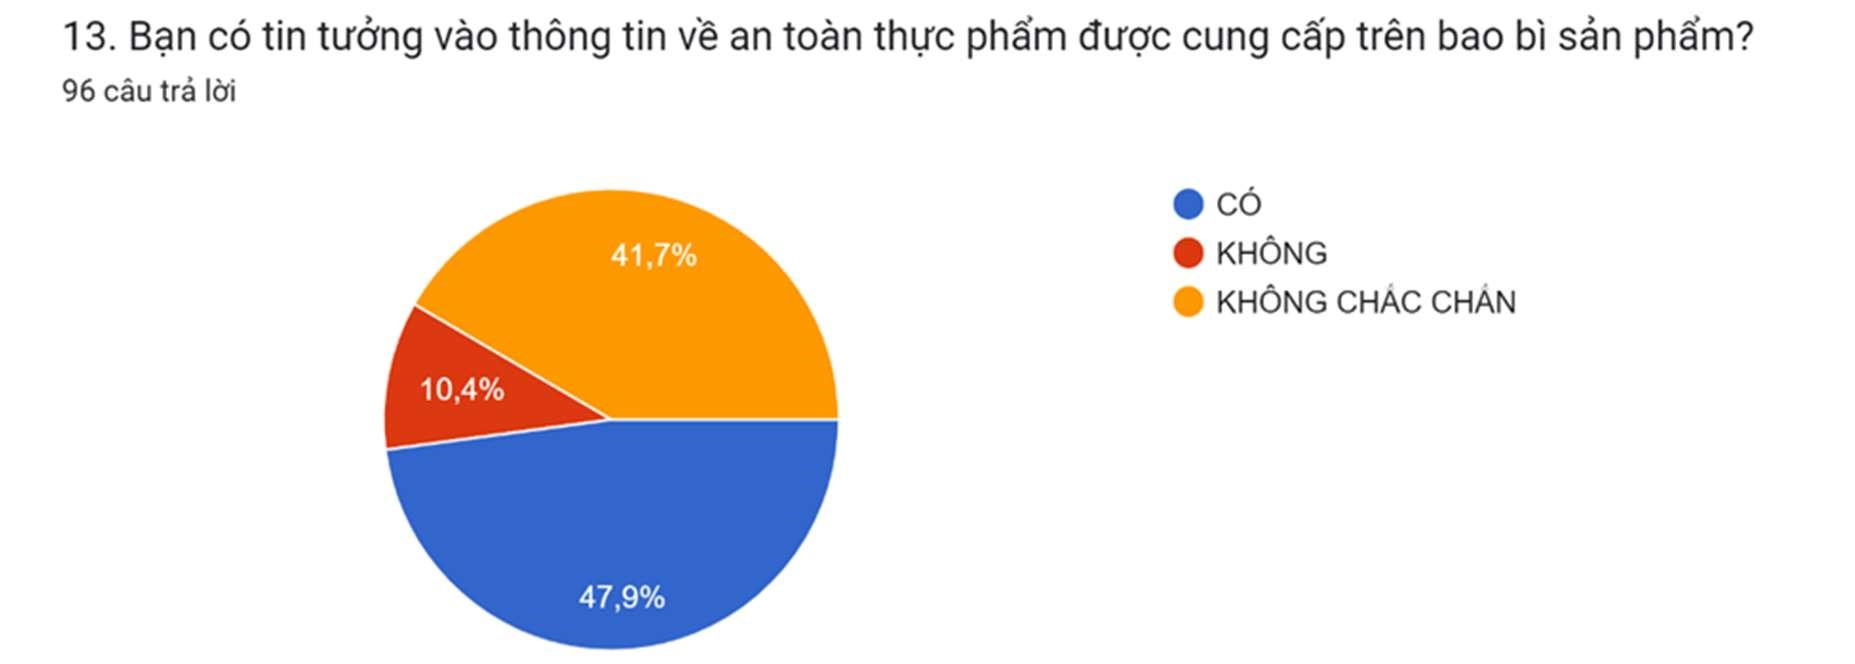 13. Bạn có tin tưởng vào thông tin về an toàn thực phẩm được cung cấp trên bao bì sản phẩm?
96 câu trả lời
CÓ
KHÔNG
KHÔNG CHẮC CHẮN
41,7%
10,4%
47,9%